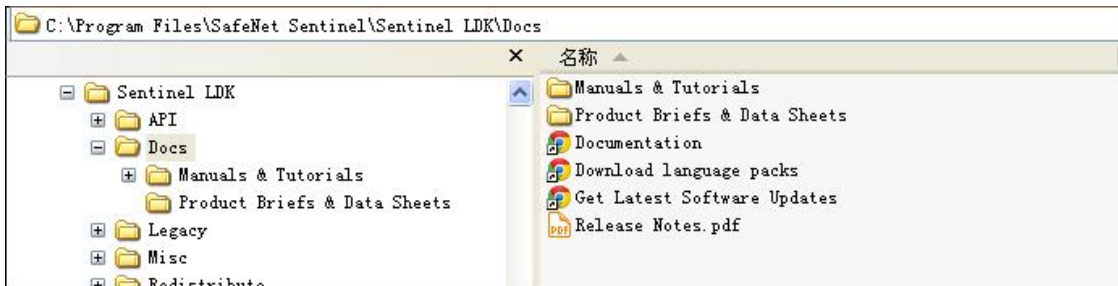 C:\Program Files\SafeNet Sentinel\Sentinel LDK\Docs
名称
Sentinel LDK
API
Docs
Manuals & Tutorials
Product Briefs & Data Sheets
Legacy
Misc
Redistribute
Manuals & Tutorials
Product Briefs & Data Sheets
Documentation
Download language packs
Get Latest Software Updates
Release Notes.pdf